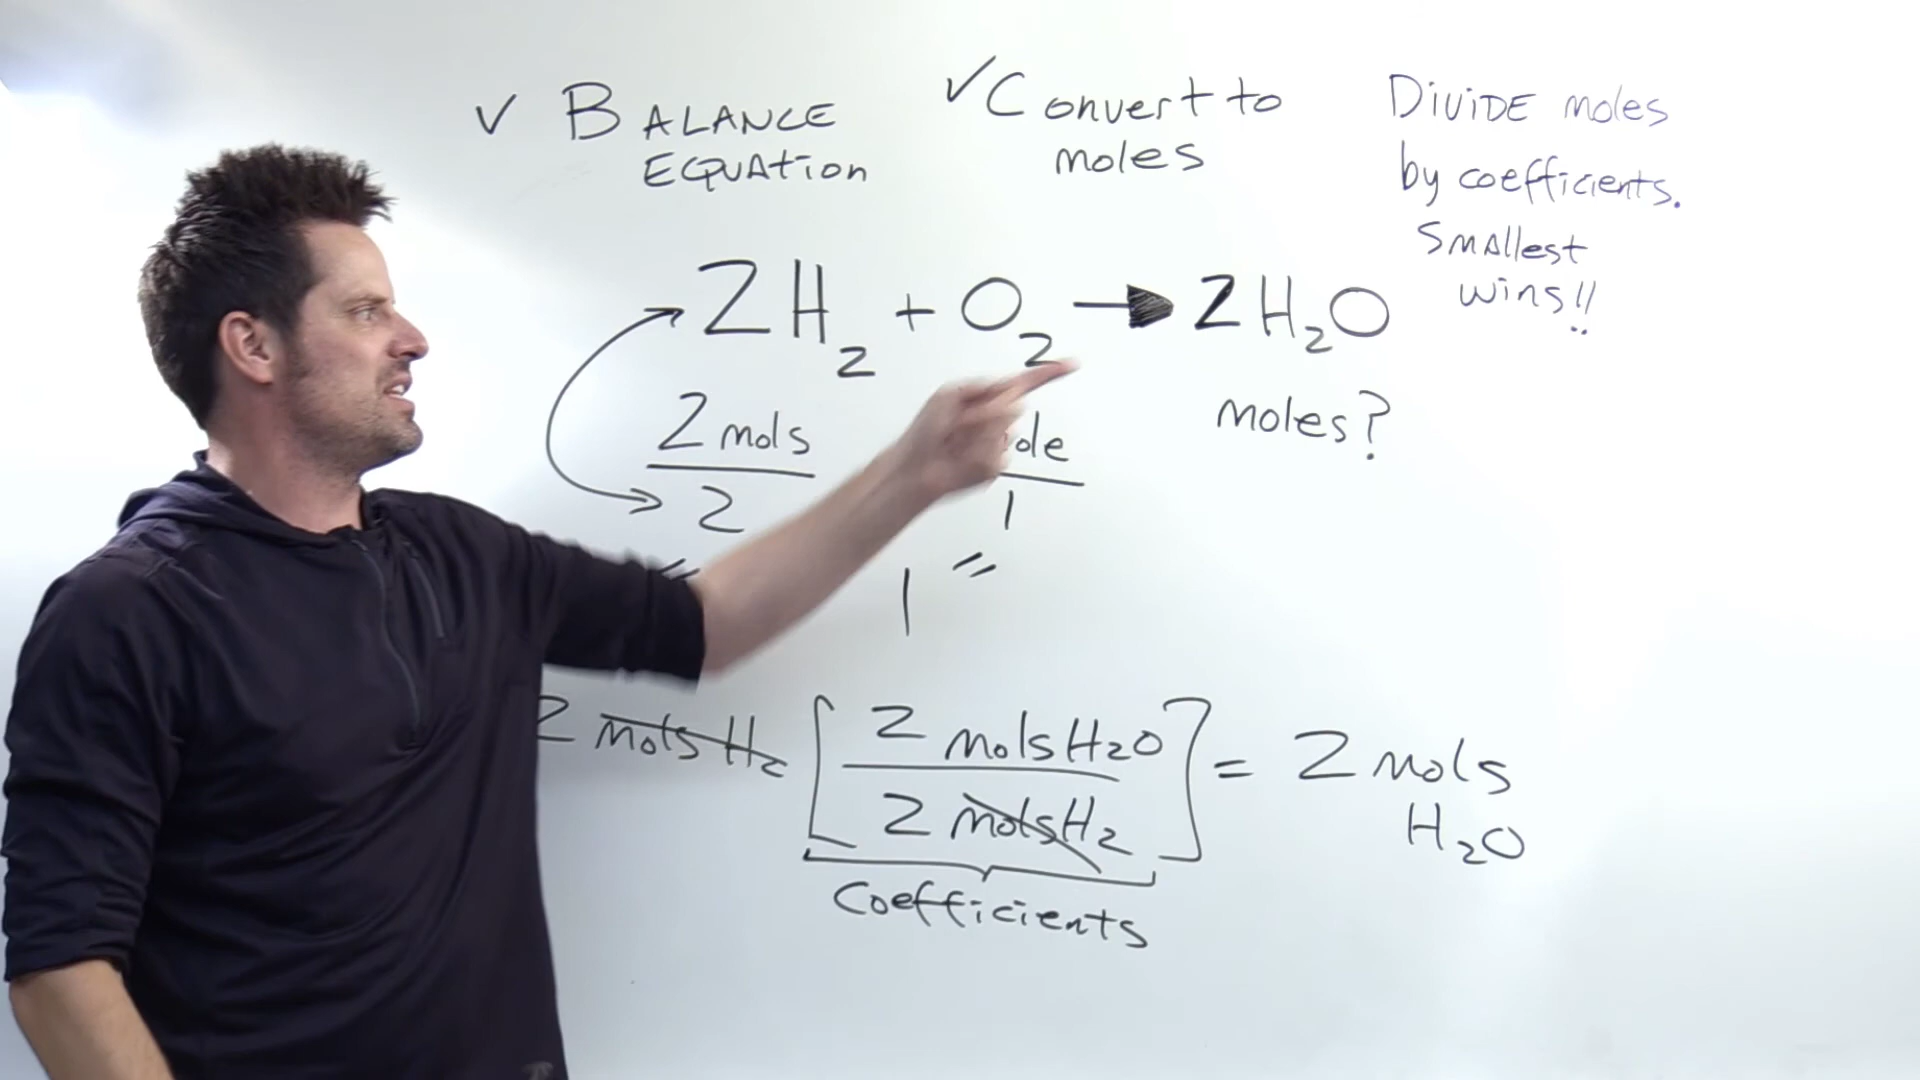 ✓ BALANCE
EQUATION
✓ Convert to
moles
DIVIDE moles
by coefficients.
Smallest
wins!!
2H₂ + O₂ → 2H₂O
2 mols
2
ole
1
moles?
=
1
=
2 mols H₂ [ 2 mols H₂O / 2 mols H₂ ] = 2 mols
H₂O
Coefficients